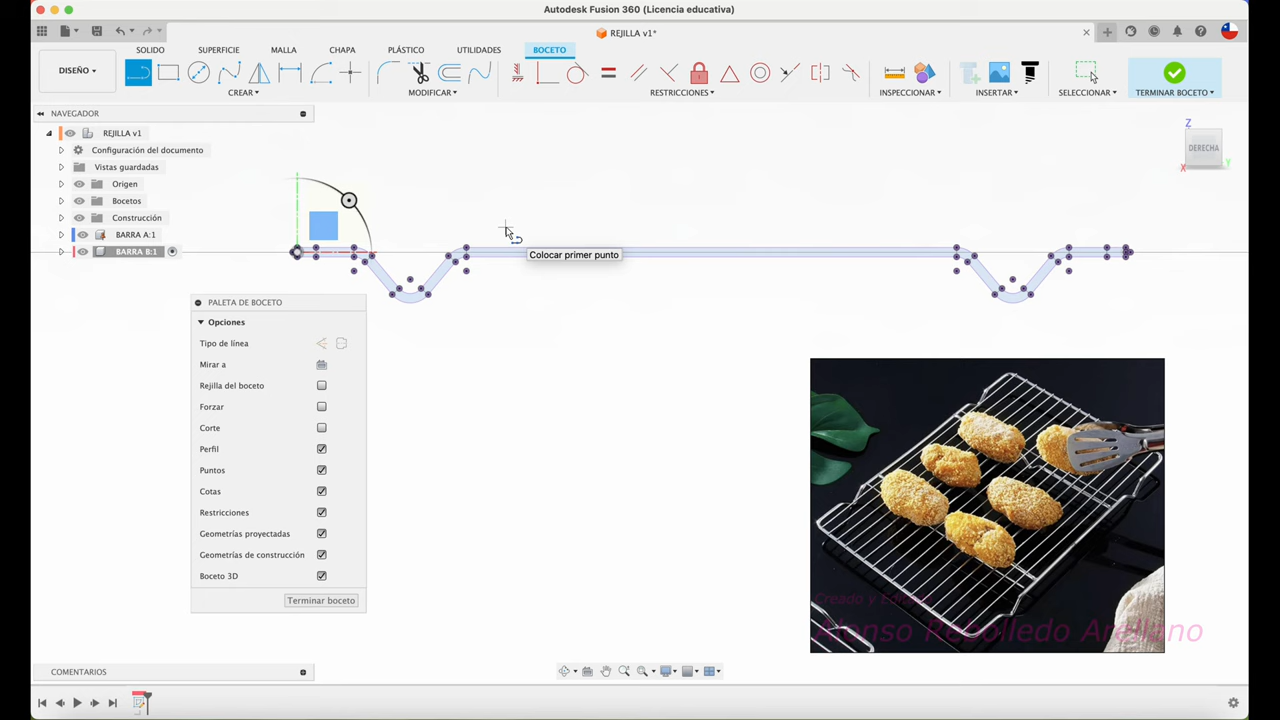 Autodesk Fusion 360 (Licencia educativa)
REJILLA v1*
DISEÑO
SÓLIDO
SUPERFICIE
MALLA
CHAPA
PLÁSTICO
UTILIDADES
BOCETO
CREAR
MODIFICAR
RESTRICCIONES
INSPECCIONAR
INSERTAR
SELECCIONAR
TERMINAR BOCETO
NAVEGADOR
REJILLA v1
Configuración del documento
Vistas guardadas
Origen
Bocetos
Construcción
BARRA A:1
BARRA B:1
Z
DERECHA
X
Y
Colocar primer punto
PALETA DE BOCETO
Opciones
Tipo de línea
Mirar a
Rejilla del boceto
Forzar
Corte
Perfil
Puntos
Cotas
Restricciones
Geometrías proyectadas
Geometrías de construcción
Boceto 3D
Terminar boceto
Alonso Rebolledo Arellano
COMENTARIOS